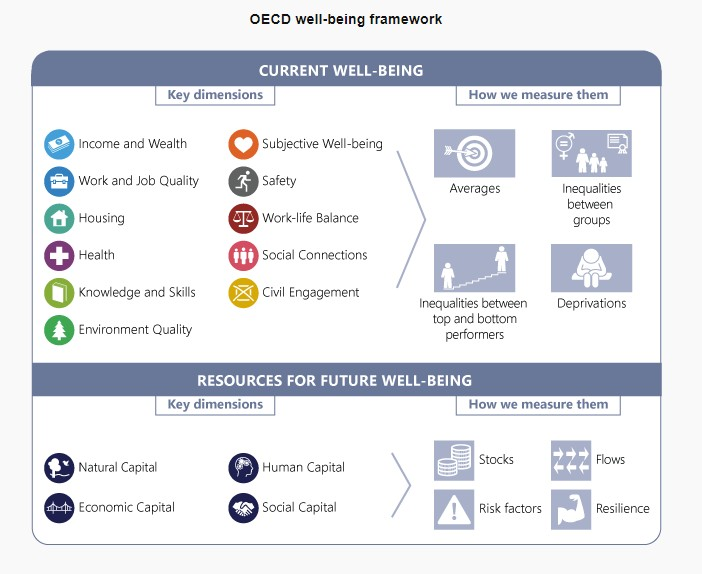 OECD well-being framework
CURRENT WELL-BEING
Key dimensions
How we measure them
Income and Wealth
Subjective Well-being
Work and Job Quality
Safety
Housing
Work-life Balance
Health
Social Connections
Knowledge and Skills
Civil Engagement
Environment Quality
Averages
Inequalities
between
groups
Inequalities between
top and bottom
performers
Deprivations
RESOURCES FOR FUTURE WELL-BEING
Key dimensions
How we measure them
Natural Capital
Human Capital
Economic Capital
Social Capital
Stocks
Flows
Risk factors
Resilience